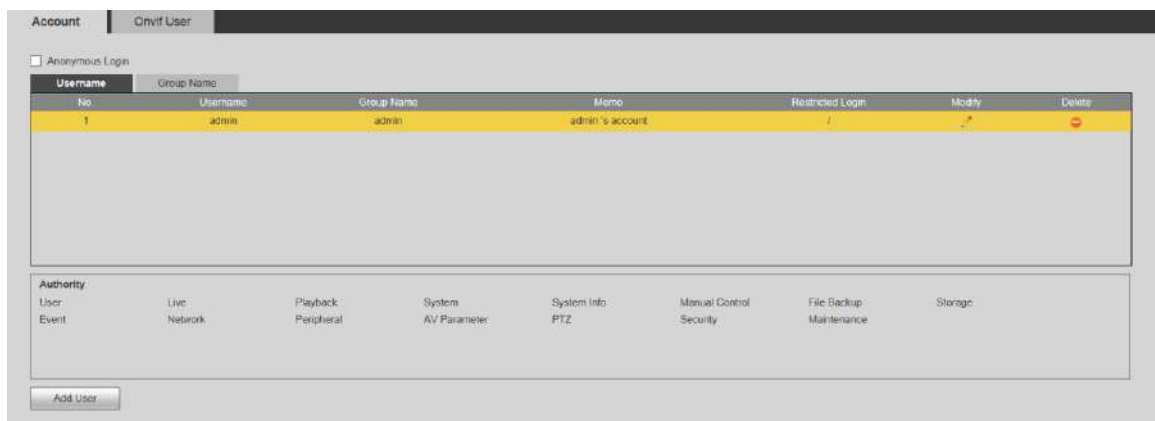 Account Onvif User
Anonymous Login
Username Group Name
No Username Group Name Memo Restricted Login Modify Delete
1 admin admin admin 's account /
Authority
User Live Playback System System Info Manual Control File Backup Storage
Event Network Peripheral AV Parameter PTZ Security Maintenance
Add User